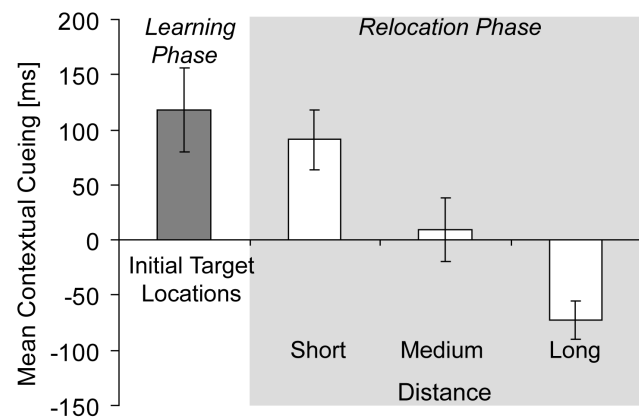 Mean Contextual Cueing [ms]
200
150
100
50
0
-50
-100
-150
Learning
Phase
Relocation Phase
Initial Target
Locations
Short
Medium
Long
Distance